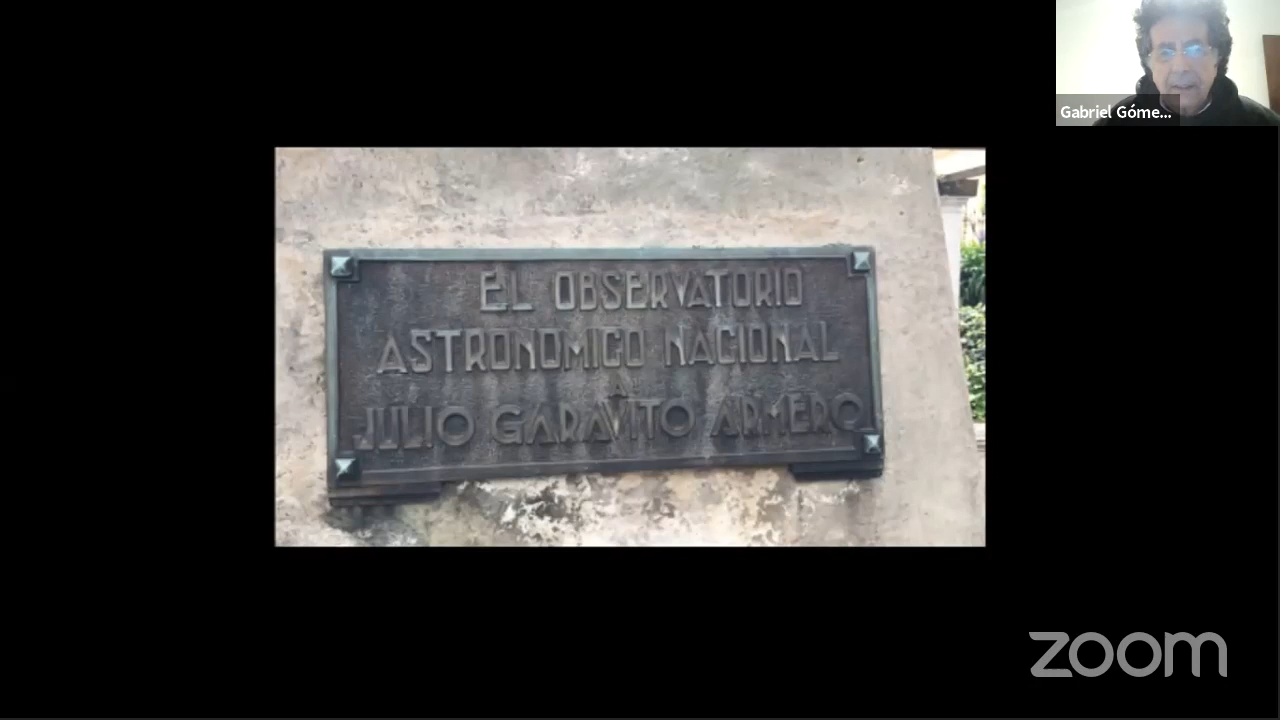 Gabriel Góme...
EL OBSERVATORIO
ASTRONOMICO NACIONAL
A
JULIO GARAVITO ARMERO
zoom